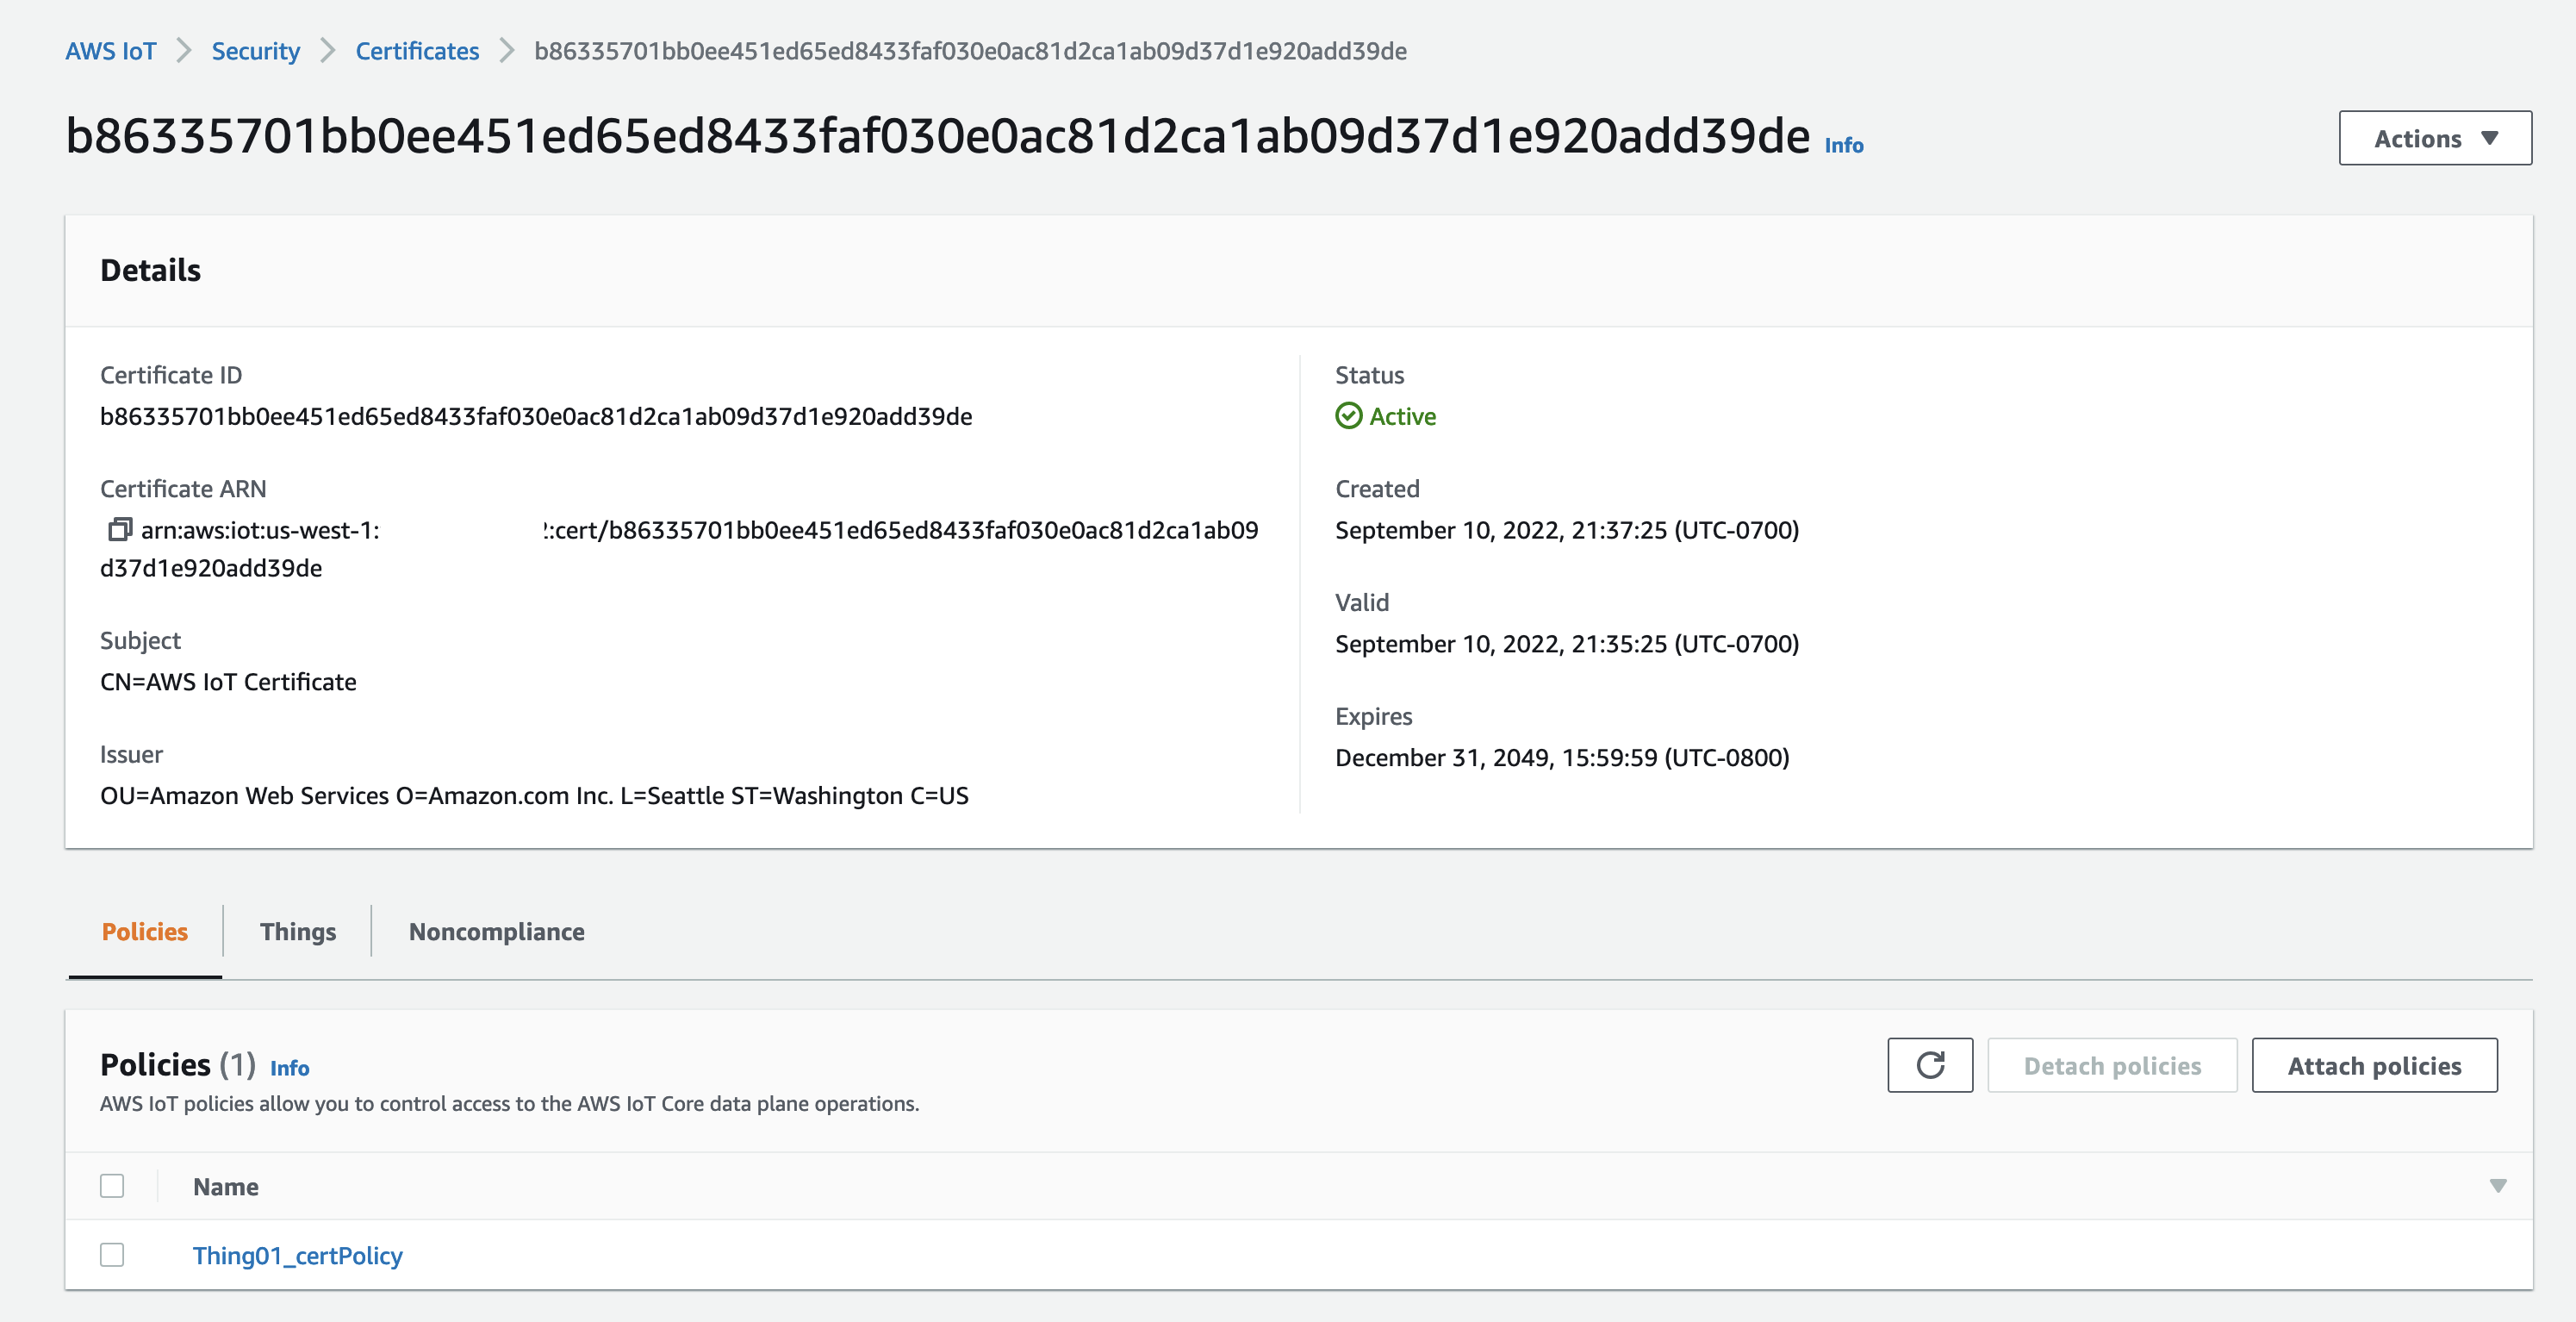 AWS IoT > Security > Certificates > b86335701bb0ee451ed65ed8433faf030e0ac81d2ca1ab09d37d1e920add39de
b86335701bb0ee451ed65ed8433faf030e0ac81d2ca1ab09d37d1e920add39de Info
Actions
Details
Certificate ID
b86335701bb0ee451ed65ed8433faf030e0ac81d2ca1ab09d37d1e920add39de
Certificate ARN
arn:aws:iot:us-west-1: :cert/b86335701bb0ee451ed65ed8433faf030e0ac81d2ca1ab09
d37d1e920add39de
Subject
CN=AWS IoT Certificate
Issuer
OU=Amazon Web Services O=Amazon.com Inc. L=Seattle ST=Washington C=US
Status
Active
Created
September 10, 2022, 21:37:25 (UTC-0700)
Valid
September 10, 2022, 21:35:25 (UTC-0700)
Expires
December 31, 2049, 15:59:59 (UTC-0800)
Policies
Things
Noncompliance
Policies (1) Info
AWS IoT policies allow you to control access to the AWS IoT Core data plane operations.
Detach policies
Attach policies
Name
Thing01_certPolicy